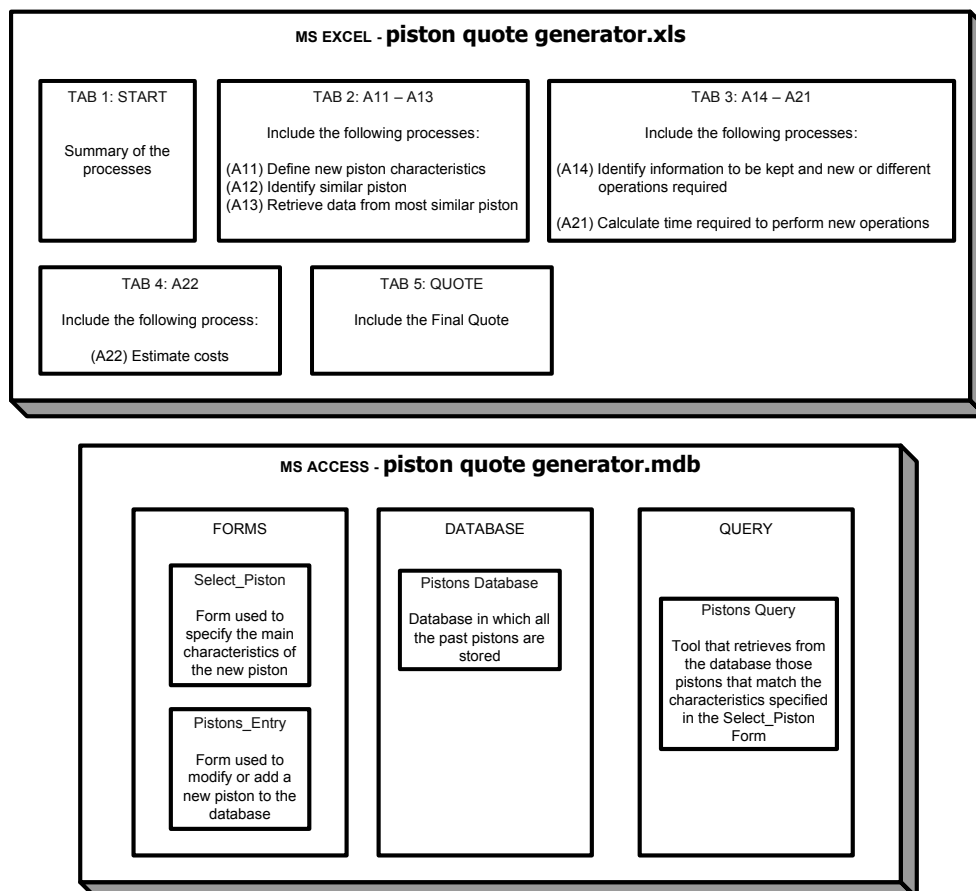 MS EXCEL - piston quote generator.xls
TAB 1: START
Summary of the
processes
TAB 2: A11 – A13
Include the following processes:
(A11) Define new piston characteristics
(A12) Identify similar piston
(A13) Retrieve data from most similar piston
TAB 3: A14 – A21
Include the following processes:
(A14) Identify information to be kept and new or different
operations required
(A21) Calculate time required to perform new operations
TAB 4: A22
Include the following process:
(A22) Estimate costs
TAB 5: QUOTE
Include the Final Quote
MS ACCESS - piston quote generator.mdb
FORMS
Select_Piston
Form used to
specify the main
characteristics of
the new piston
Pistons_Entry
Form used to
modify or add a
new piston to the
database
DATABASE
Pistons Database
Database in which all
the past pistons are
stored
QUERY
Pistons Query
Tool that retrieves from
the database those
pistons that match the
characteristics specified
in the Select_Piston
Form